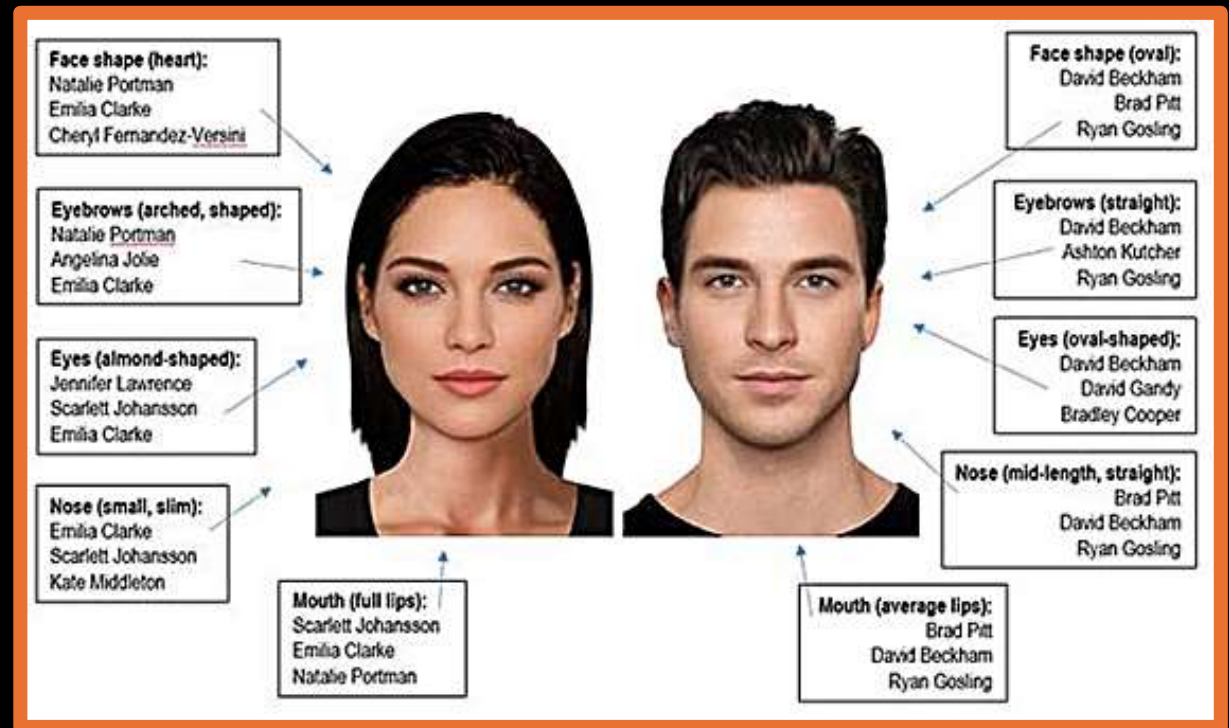 Face shape (heart):
Natalie Portman
Emilia Clarke
Cheryl Fernandez-Versini
Eyebrows (arched, shaped):
Natalie Portman
Angelina Jolie
Emilia Clarke
Eyes (almond-shaped):
Jennifer Lawrence
Scarlett Johansson
Emilia Clarke
Nose (small, slim):
Emilia Clarke
Scarlett Johansson
Kate Middleton
Mouth (full lips):
Scarlett Johansson
Emilia Clarke
Natalie Portman
Face shape (oval):
David Beckham
Brad Pitt
Ryan Gosling
Eyebrows (straight):
David Beckham
Ashton Kutcher
Ryan Gosling
Eyes (oval-shaped):
David Beckham
David Gandy
Bradley Cooper
Nose (mid-length, straight):
Brad Pitt
David Beckham
Ryan Gosling
Mouth (average lips):
Brad Pitt
David Beckham
Ryan Gosling